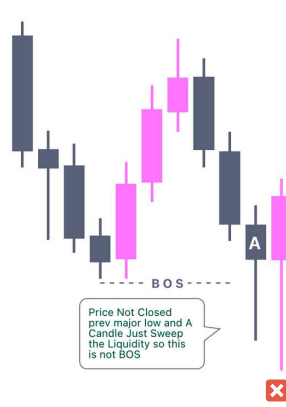 A
BOS
Price Not Closed
prev major low and A
Candle Just Sweep
the Liquidity so this
is not BOS